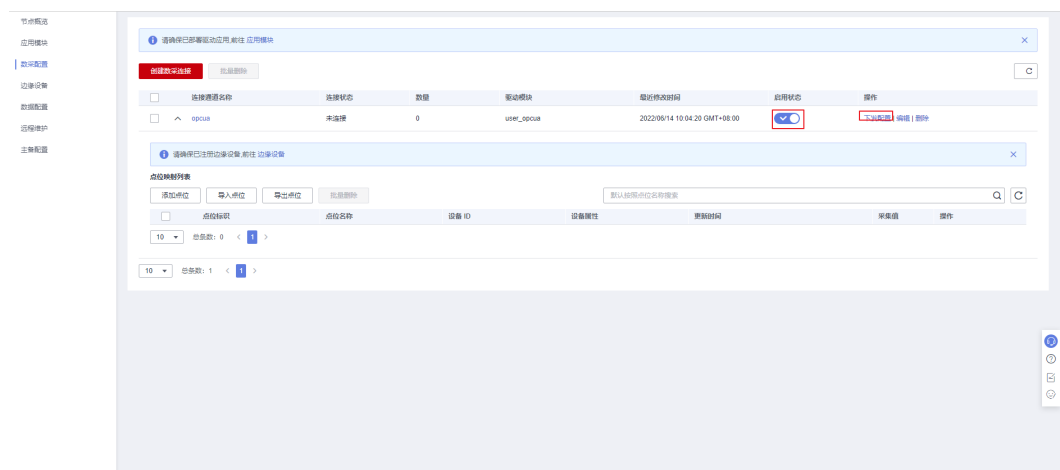 节点概览
应用模块
数采配置
边缘设备
数据配置
远程维护
主备配置
请确保已部署驱动应用,前往 应用模块
创建数采连接 批量删除
连接通道名称 连接状态 数量 驱动模块 最近修改时间 启用状态 操作
opcua 未连接 0 user_opcua 2022/06/14 10:04:20 GMT+08:00 下发配置 | 编辑 | 删除
请确保已注册边缘设备,前往 边缘设备
点位映射列表
添加点位 导入点位 导出点位 批量删除 默认按照点位名称搜索
点位标识 点位名称 设备 ID 设备属性 更新时间 采集值 操作
10 总条数: 0 < 1 >
10 总条数: 1 < 1 >